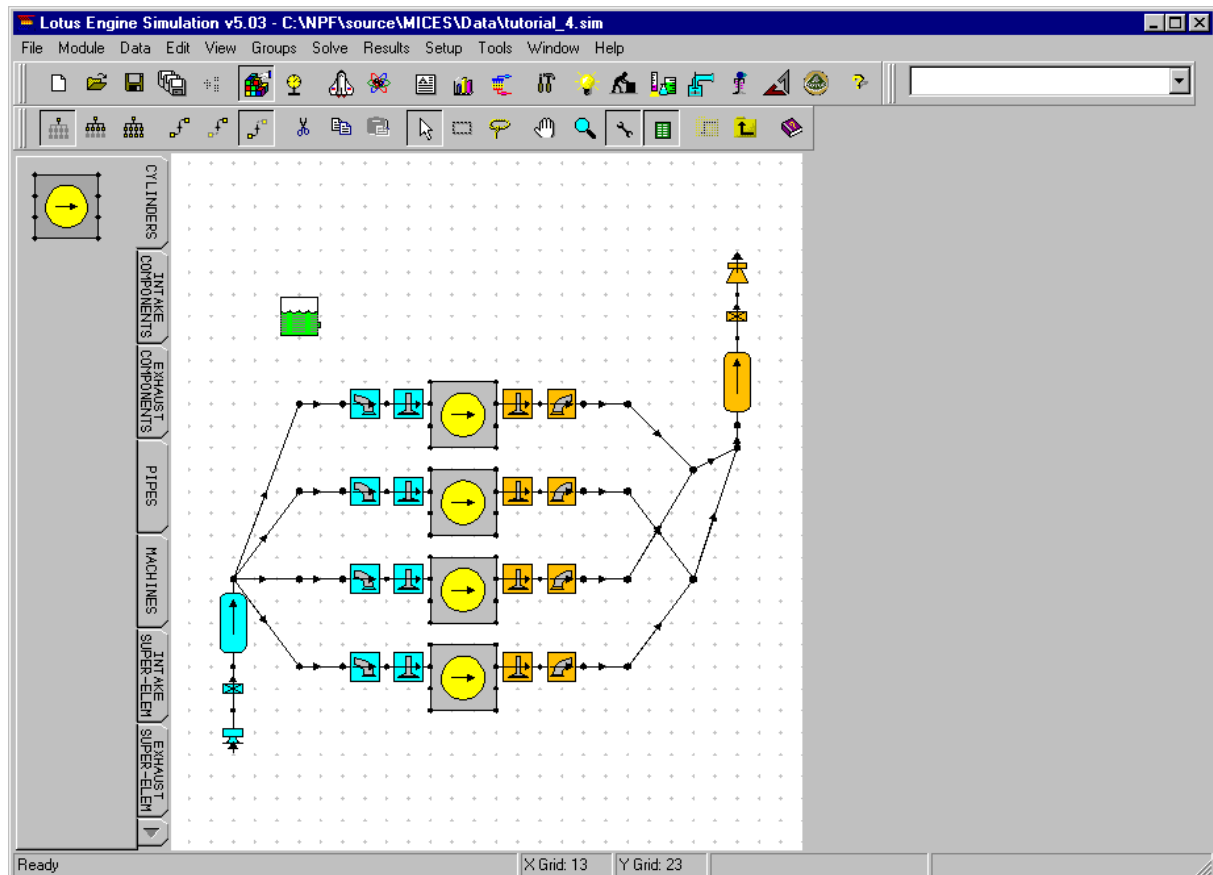 Lotus Engine Simulation v5.03 - C:\NPF\source\MICES\Data\tutorial_4.sim
File Module Data Edit View Groups Solve Results Setup Tools Window Help
CYLINDERS
INTAKE
COMPONENTS
EXHAUST
COMPONENTS
PIPES
MACHINES
INTAKE
SUPER-ELEM
EXHAUST
SUPER-ELEM
Ready
X Grid: 13
Y Grid: 23